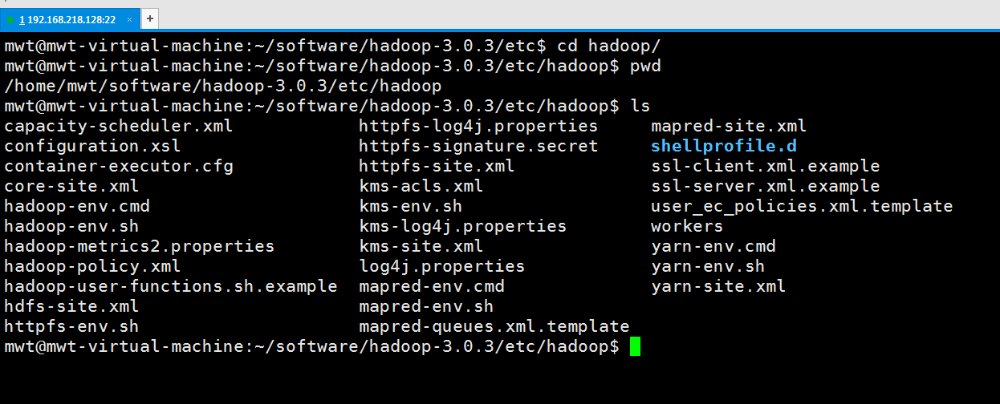 1 192.168.218.128:22 × +
mwt@mwt-virtual-machine:~/software/hadoop-3.0.3/etc$ cd hadoop/
mwt@mwt-virtual-machine:~/software/hadoop-3.0.3/etc/hadoop$ pwd
/home/mwt/software/hadoop-3.0.3/etc/hadoop
mwt@mwt-virtual-machine:~/software/hadoop-3.0.3/etc/hadoop$ ls
capacity-scheduler.xml httpfs-log4j.properties mapred-site.xml
configuration.xsl httpfs-signature.secret shellprofile.d
container-executor.cfg httpfs-site.xml ssl-client.xml.example
core-site.xml kms-acls.xml ssl-server.xml.example
hadoop-env.cmd kms-env.sh user_ec_policies.xml.template
hadoop-env.sh kms-log4j.properties workers
hadoop-metrics2.properties kms-site.xml yarn-env.cmd
hadoop-policy.xml log4j.properties yarn-env.sh
hadoop-user-functions.sh.example mapred-env.cmd yarn-site.xml
hdfs-site.xml mapred-env.sh
httpfs-env.sh mapred-queues.xml.template
mwt@mwt-virtual-machine:~/software/hadoop-3.0.3/etc/hadoop$